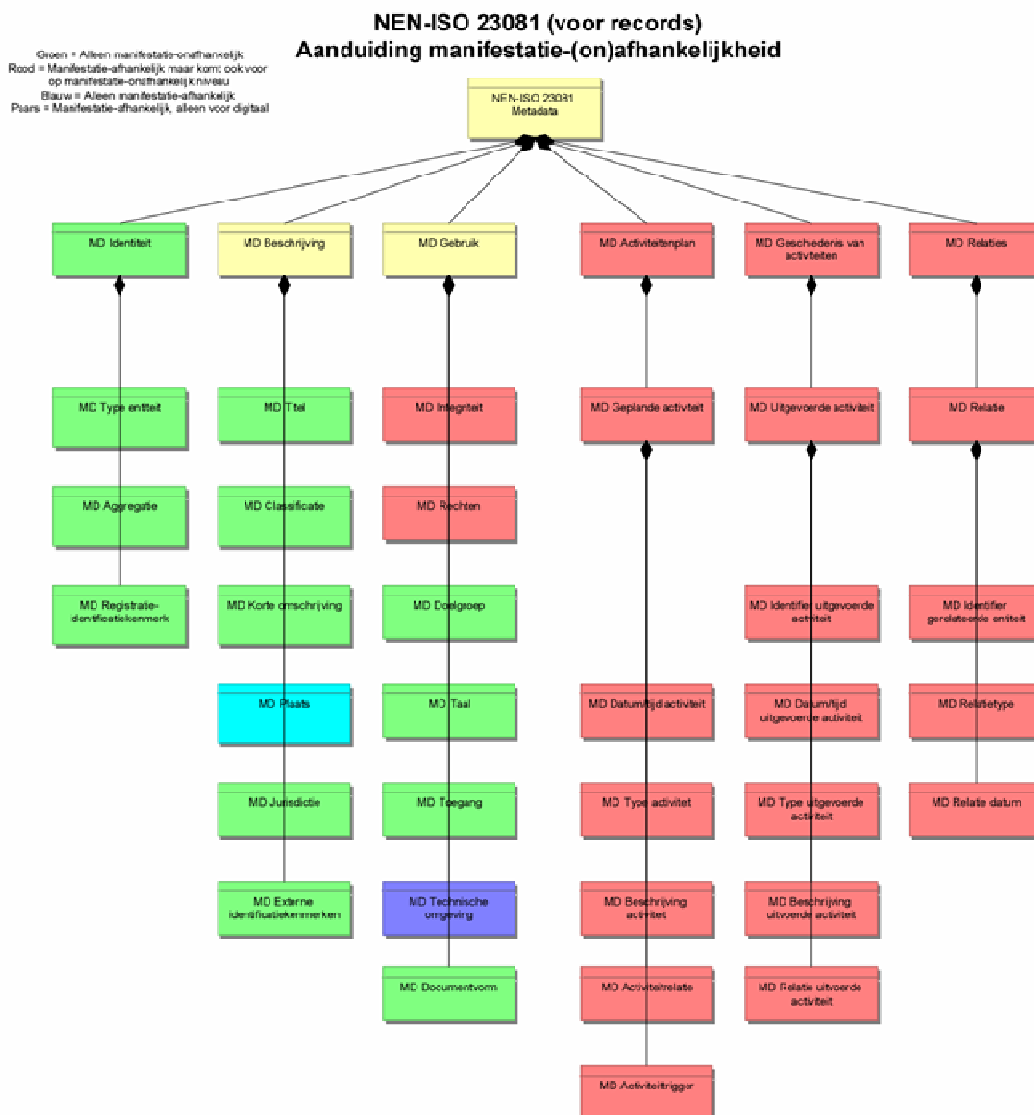 NEN-ISO 23081 (voor records)
Aanduiding manifestatie-(on)afhankelijkheid
Groen = Alleen manifestatie-onafhankelijk
Rood = Manifestatie-afhankelijk maar komt ook voor
op manifestatie-onafhankelijk niveau
Blauw = Alleen manifestatie-afhankelijk
Paars = Manifestatie-afhankelijk, alleen voor digitaal
NEN-ISO 23081
Metadata
MD Identiteit
MD Beschrijving
MD Gebruik
MD Activiteitenplan
MD Geschiedenis van
activiteiten
MD Relaties
MD Type entiteit
MD Titel
MD Integriteit
MD Geplande activiteit
MD Uitgevoerde activiteit
MD Relatie
MD Aggregatie
MD Classificatie
MD Rechten
MD Registratie-
identificatiekenmerk
MD Korte omschrijving
MD Doelgroep
MD Identifier uitgevoerde
activiteit
MD Identifier
gerelateerde entiteit
MD Plaats
MD Taal
MD Datum/tijd activiteit
MD Datum/tijd
uitgevoerde activiteit
MD Relatietype
MD Jurisdictie
MD Toegang
MD Type activiteit
MD Type uitgevoerde
activiteit
MD Relatie datum
MD Externe
identificatiekenmerken
MD Technische
omgeving
MD Beschrijving
activiteit
MD Beschrijving
uitvoerde activiteit
MD Documentvorm
MD Activiteitrelatie
MD Relatie uitvoerde
activiteit
MD Activiteittrigger